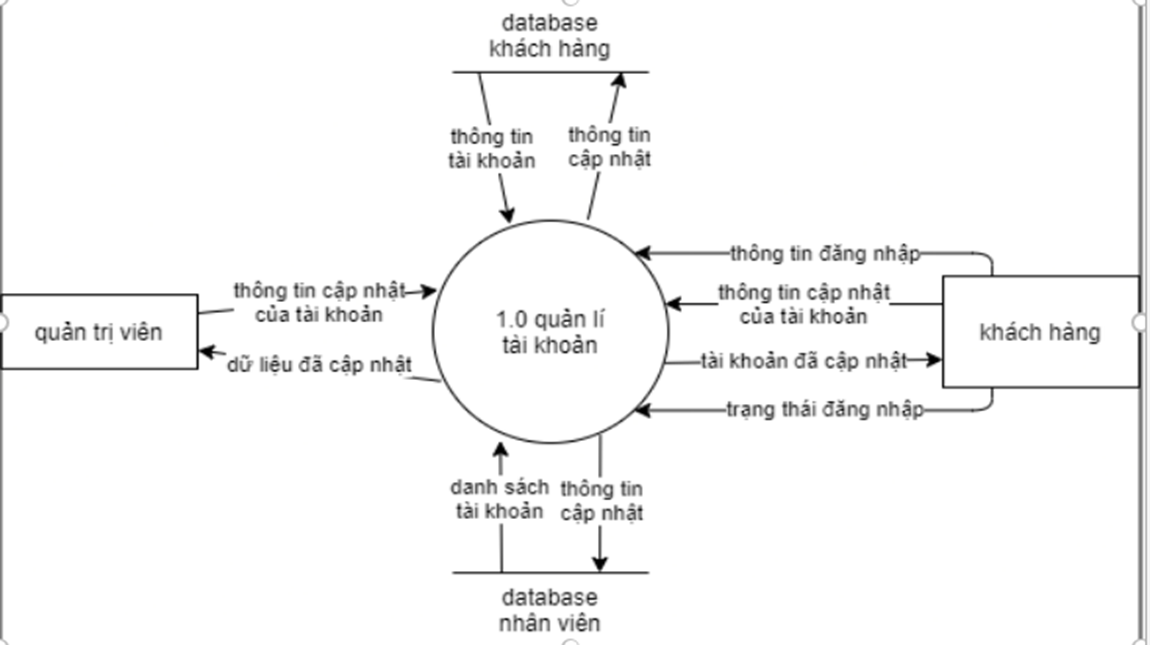 database
khách hàng
thông tin
tài khoản
thông tin
cập nhật
thông tin đăng nhập
thông tin cập nhật
của tài khoản
thông tin cập nhật
của tài khoản
quản trị viên
1.0 quản lí
tài khoản
khách hàng
dữ liệu đã cập nhật
tài khoản đã cập nhật
trạng thái đăng nhập
danh sách
tài khoản
thông tin
cập nhật
database
nhân viên